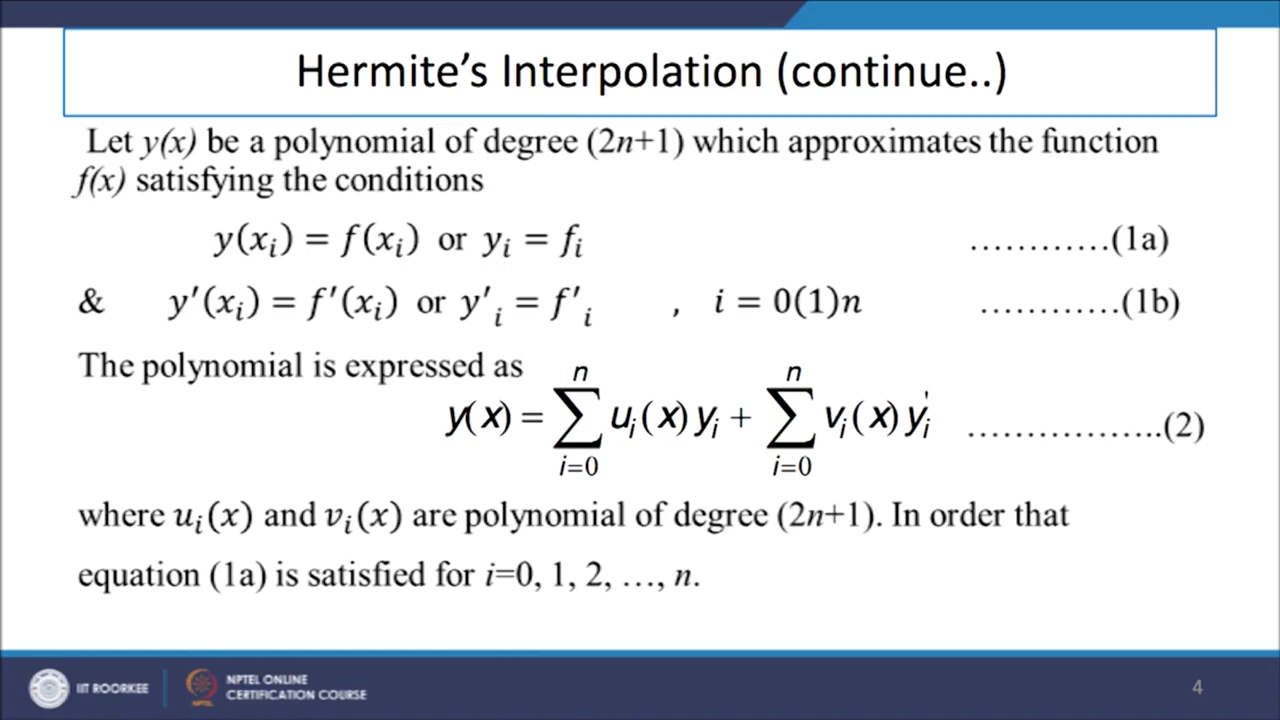 Hermite's Interpolation (continue..)
Let y(x) be a polynomial of degree (2n+1) which approximates the function
f(x) satisfying the conditions
y(xᵢ) = f(xᵢ) or yᵢ = fᵢ …………(1a)
& y′(xᵢ) = f′(xᵢ) or y′ᵢ = f′ᵢ , i = 0(1)n …………(1b)
The polynomial is expressed as
y(x) = ∑ⁿᵢ₌₀ uᵢ(x) yᵢ + ∑ⁿᵢ₌₀ vᵢ(x) yᵢ' ……………..(2)
where uᵢ(x) and vᵢ(x) are polynomial of degree (2n+1). In order that
equation (1a) is satisfied for i=0, 1, 2, …, n.
IIT ROORKEE
NPTEL ONLINE
CERTIFICATION COURSE
4